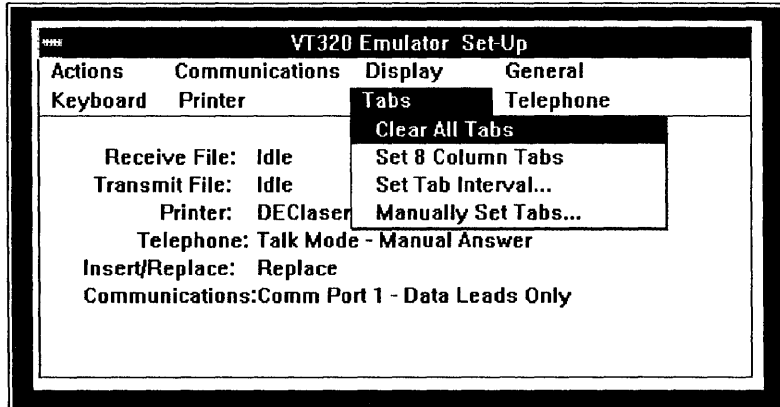 VT320 Emulator Set-Up
Actions Communications Display General
Keyboard Printer Tabs Telephone
Clear All Tabs
Receive File: Idle Set 8 Column Tabs
Transmit File: Idle Set Tab Interval...
Printer: DEClaser Manually Set Tabs...
Telephone: Talk Mode - Manual Answer
Insert/Replace: Replace
Communications:Comm Port 1 - Data Leads Only